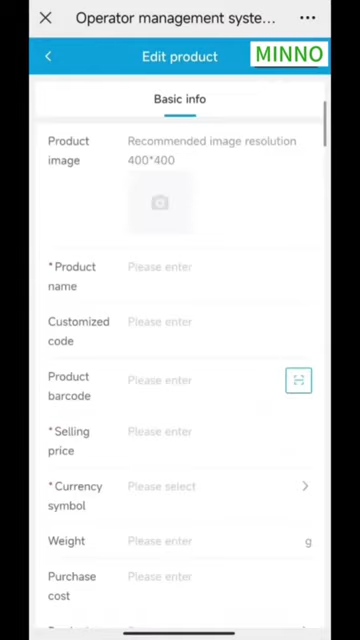 Operator management syste...
Edit product
MINNO
Basic info
Product image
Recommended image resolution 400*400
* Product name
Please enter
Customized code
Please enter
Product barcode
Please enter
* Selling price
Please enter
* Currency symbol
Please select
Weight
Please enter
g
Purchase cost
Please enter